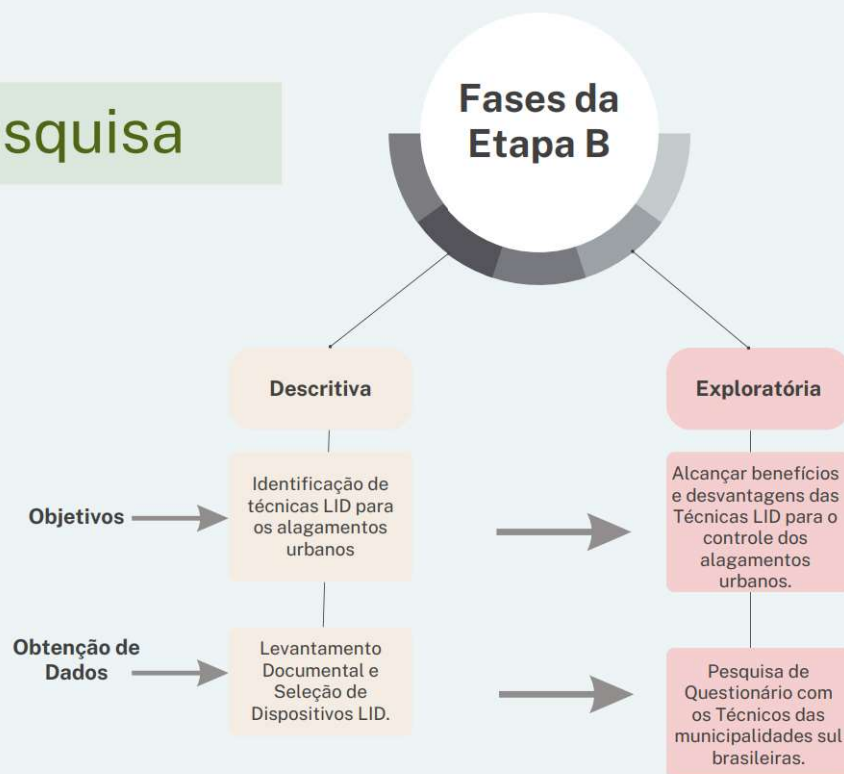 squisa
Fases da
Etapa B
Descritiva
Exploratória
Objetivos
Identificação de
técnicas LID para
os alagamentos
urbanos
Alcançar benefícios
e desvantagens das
Técnicas LID para o
controle dos
alagamentos
urbanos.
Obtenção de
Dados
Levantamento
Documental e
Seleção de
Dispositivos LID.
Pesquisa de
Questionário com
os Técnicos das
municipalidades sul
brasileiras.